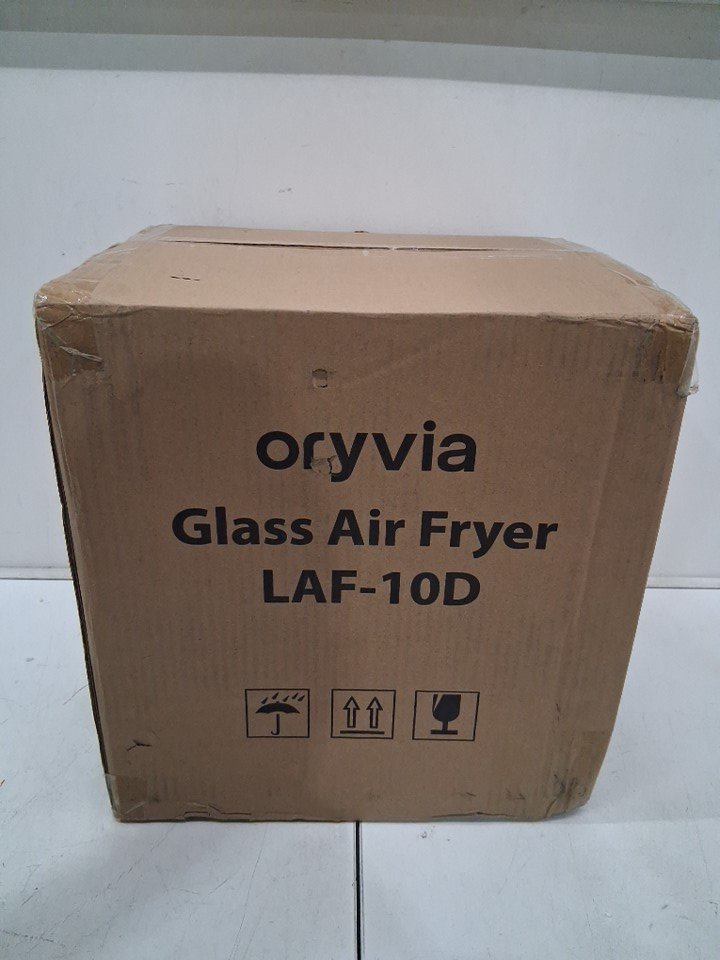 oryvia
Glass Air Fryer
LAF-10D